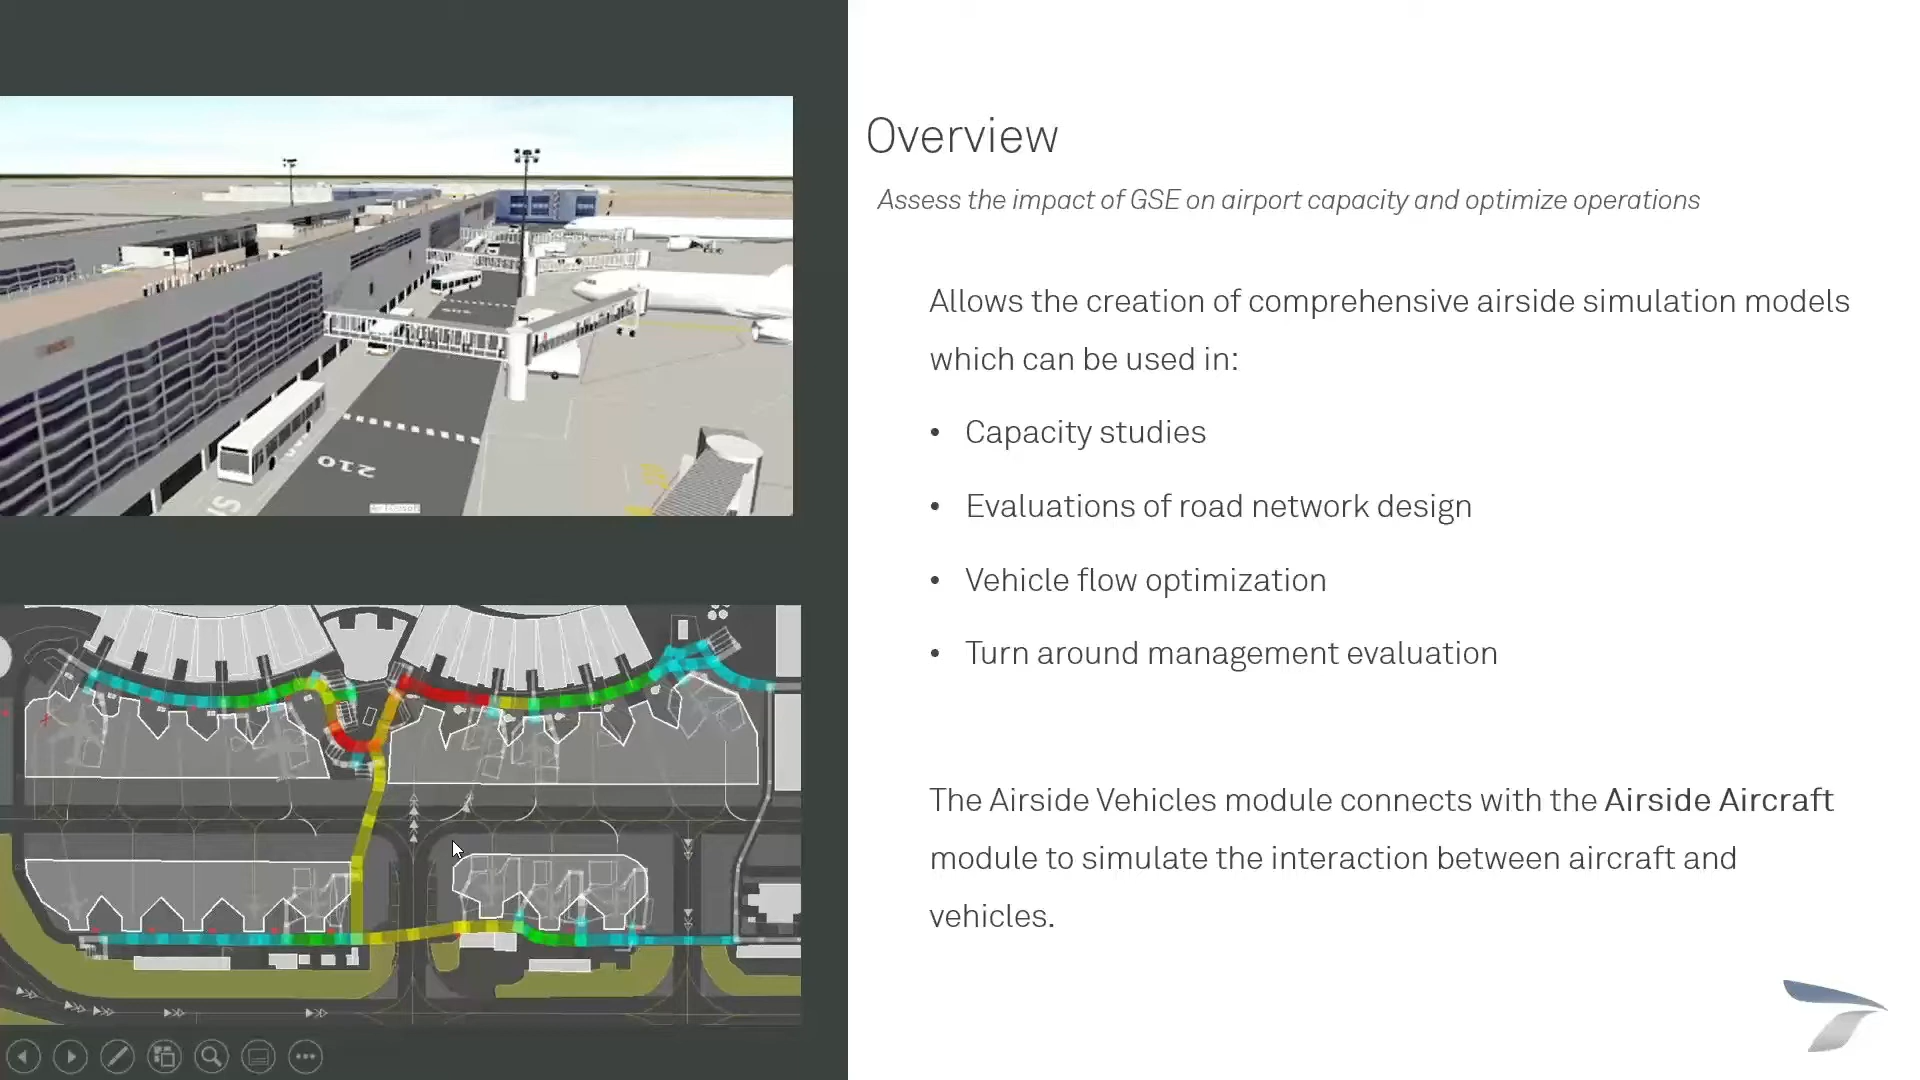 Overview
Assess the impact of GSE on airport capacity and optimize operations
Allows the creation of comprehensive airside simulation models
which can be used in:
• Capacity studies
• Evaluations of road network design
• Vehicle flow optimization
• Turn around management evaluation
The Airside Vehicles module connects with the Airside Aircraft
module to simulate the interaction between aircraft and
vehicles.
210